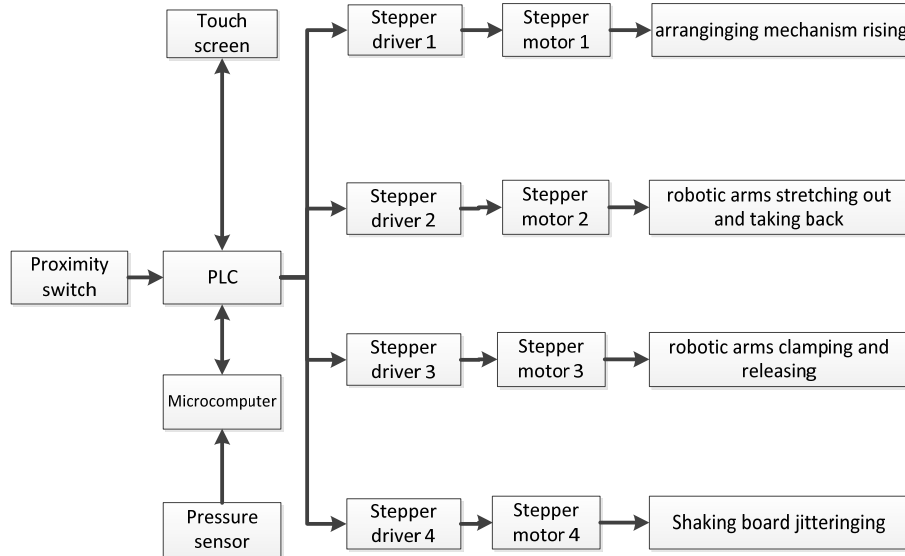 Touch
screen
Stepper
driver 1
Stepper
motor 1
arranginging mechanism rising
Stepper
driver 2
Stepper
motor 2
robotic arms stretching out
and taking back
Proximity
switch
PLC
Stepper
driver 3
Stepper
motor 3
robotic arms clamping and
releasing
Microcomputer
Pressure
sensor
Stepper
driver 4
Stepper
motor 4
Shaking board jitteringing